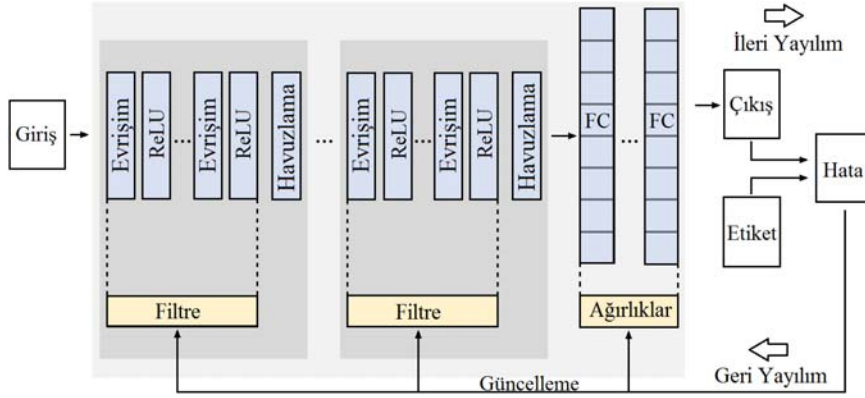 İleri Yayılım
Giriş
Evrişim
ReLU
...
Evrişim
ReLU
Havuzlama
...
Evrişim
ReLU
...
Evrişim
ReLU
Havuzlama
FC
...
FC
Çıkış
Etiket
Hata
Filtre
Filtre
Ağırlıklar
Güncelleme
Geri Yayılım